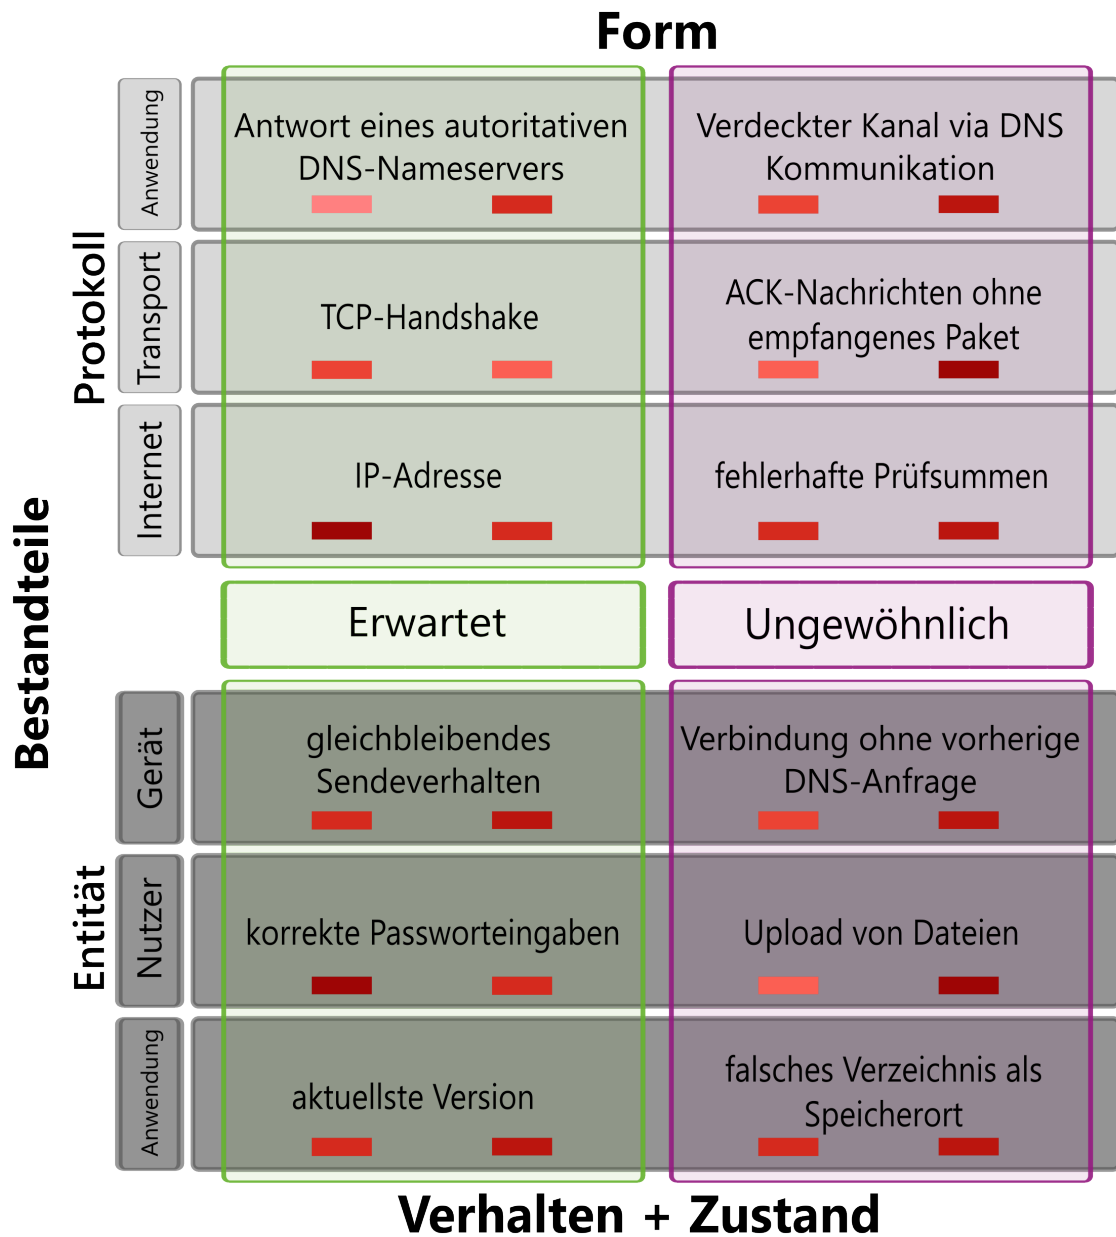 Form
Bestandteile
Protokoll
Anwendung
Antwort eines autoritativen
DNS-Nameservers
Verdeckter Kanal via DNS
Kommunikation
Transport
TCP-Handshake
ACK-Nachrichten ohne
empfangenes Paket
Internet
IP-Adresse
fehlerhafte Prüfsummen
Erwartet
Ungewöhnlich
Entität
Gerät
gleichbleibendes
Sendeverhalten
Verbindung ohne vorherige
DNS-Anfrage
Nutzer
korrekte Passworteingaben
Upload von Dateien
Anwendung
aktuellste Version
falsches Verzeichnis als
Speicherort
Verhalten + Zustand